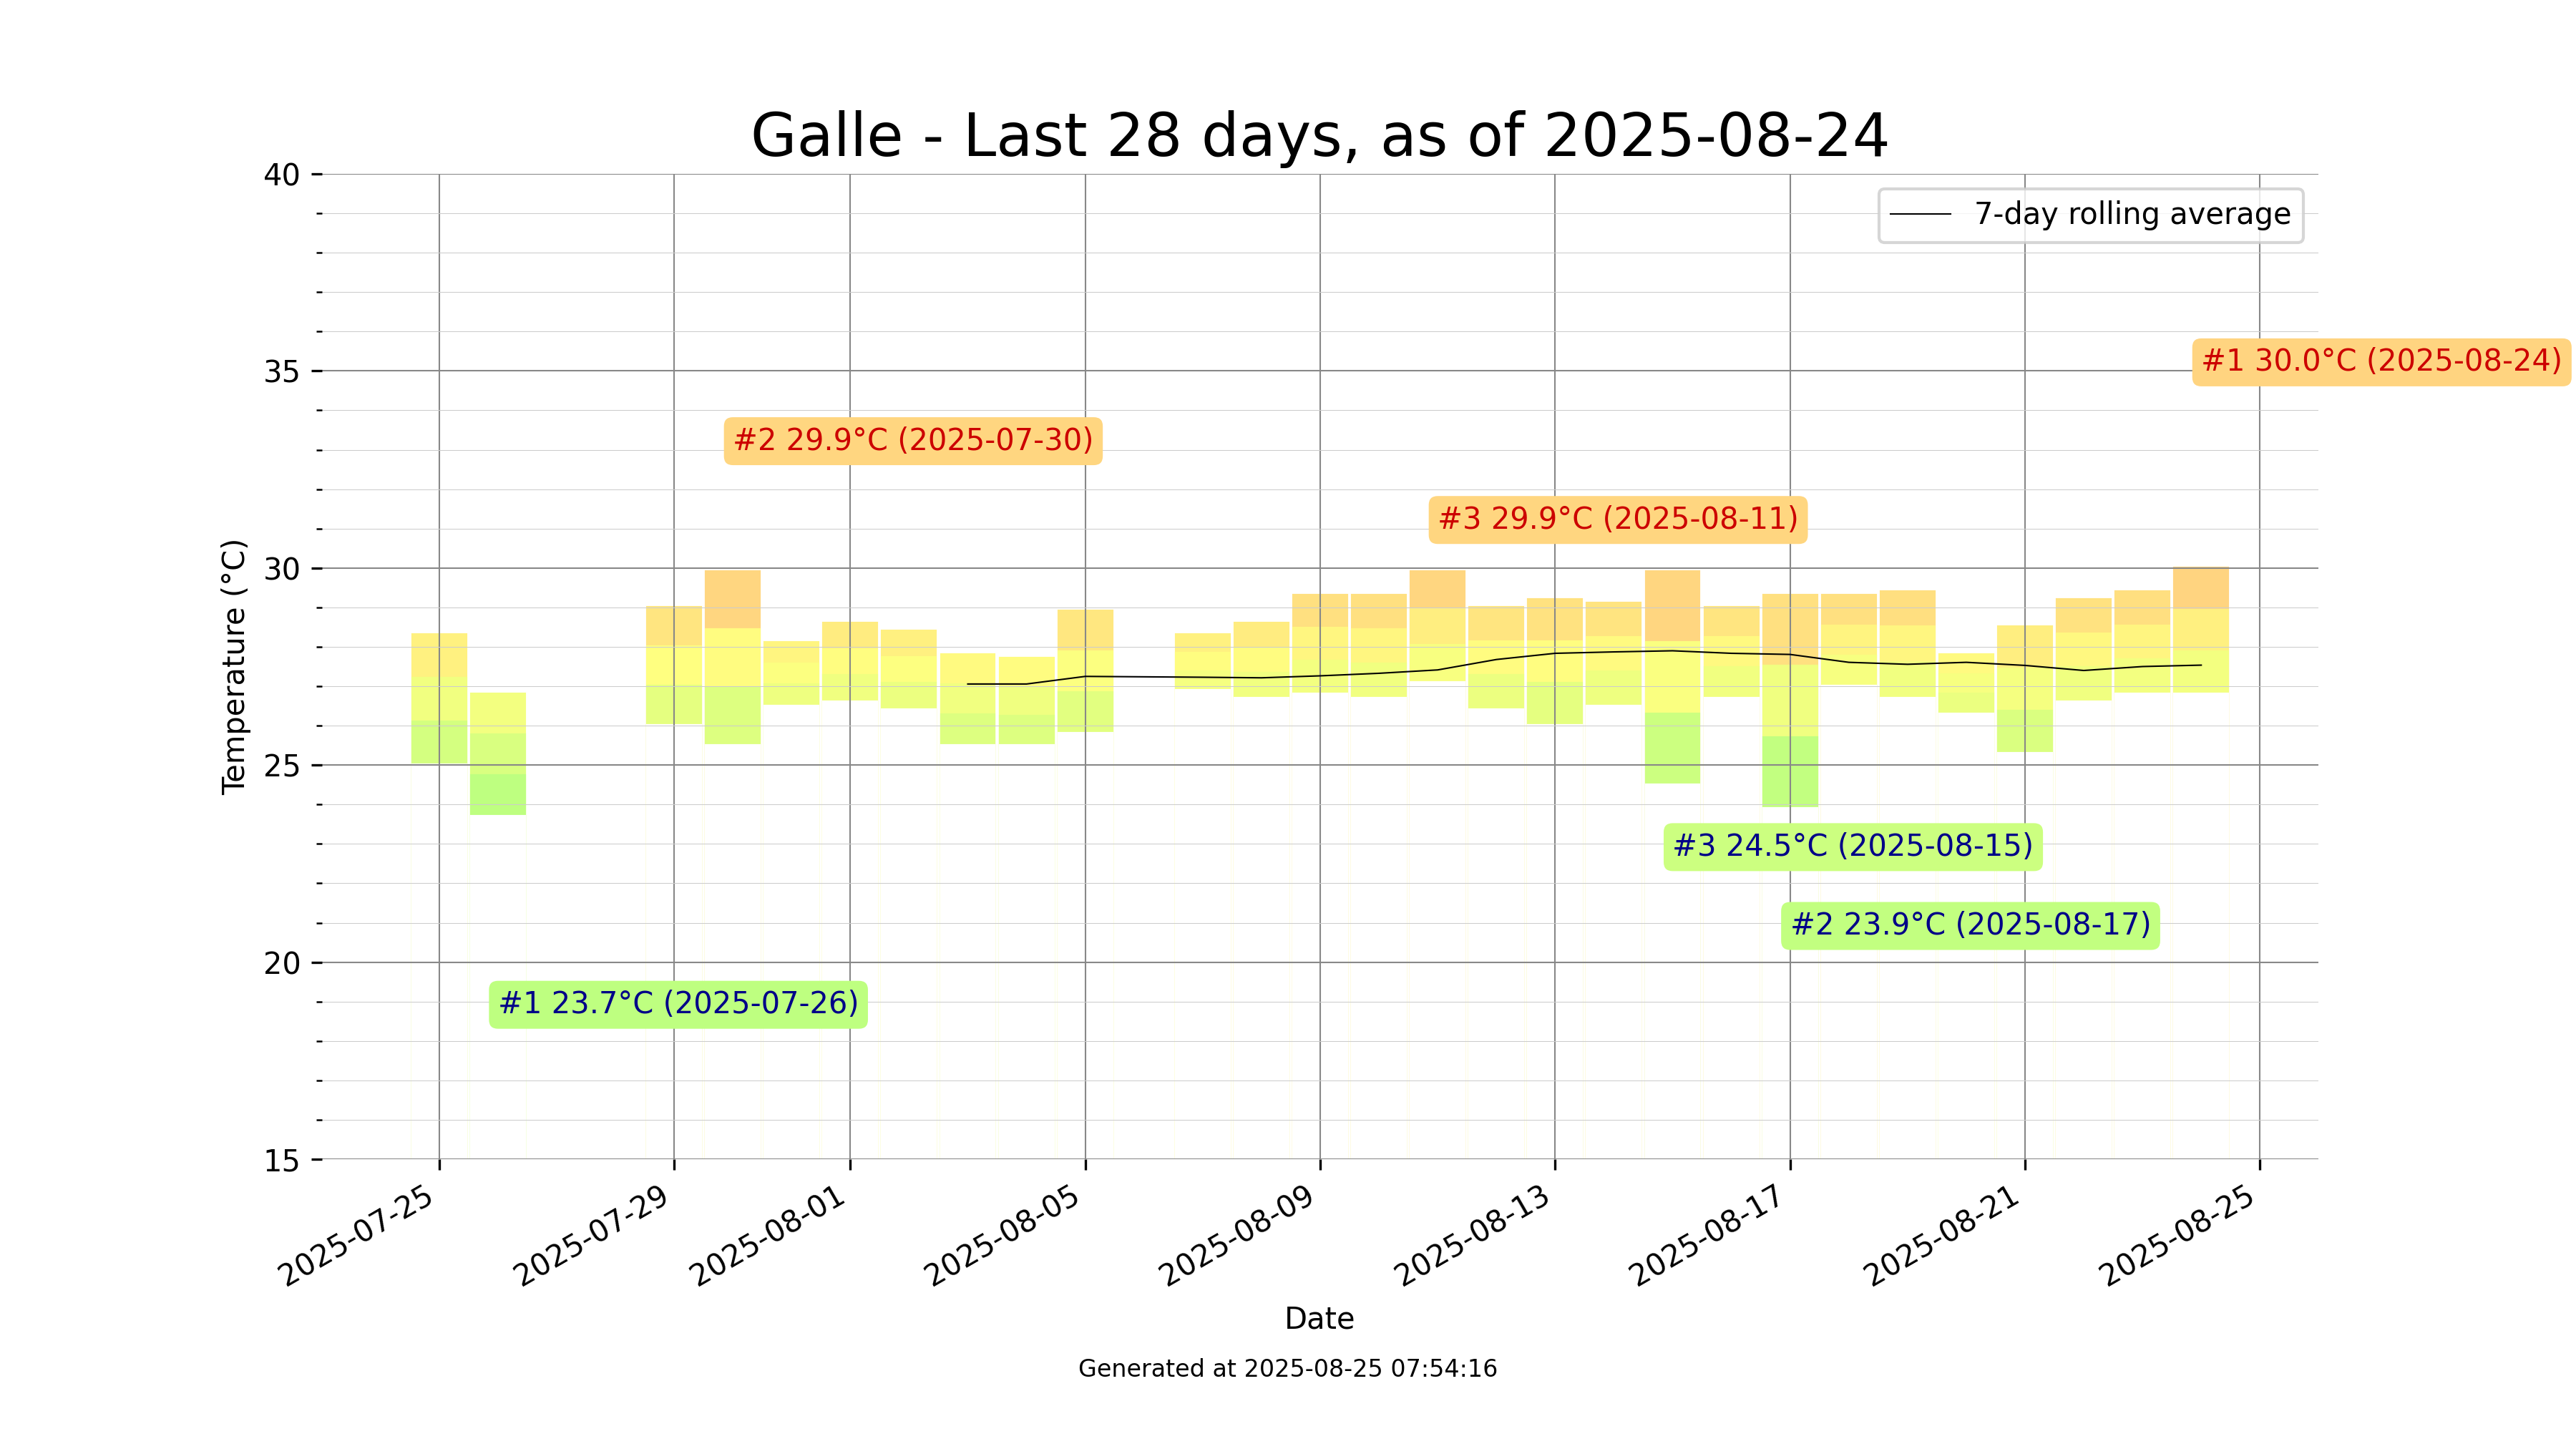 Galle - Last 28 days, as of 2025-08-24
40
7-day rolling average
35
#1 30.0°C (2025-08-24)
#2 29.9°C (2025-07-30)
#3 29.9°C (2025-08-11)
30
Temperature (°C)
25
#3 24.5°C (2025-08-15)
#2 23.9°C (2025-08-17)
20
#1 23.7°C (2025-07-26)
15
2025-07-25
2025-07-29
2025-08-01
2025-08-05
2025-08-09
2025-08-13
2025-08-17
2025-08-21
2025-08-25
Date
Generated at 2025-08-25 07:54:16